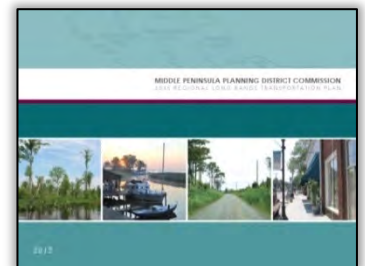 MIDDLE PENINSULA PLANNING DISTRICT COMMISSION
2035 REGIONAL LONG RANGE TRANSPORTATION PLAN